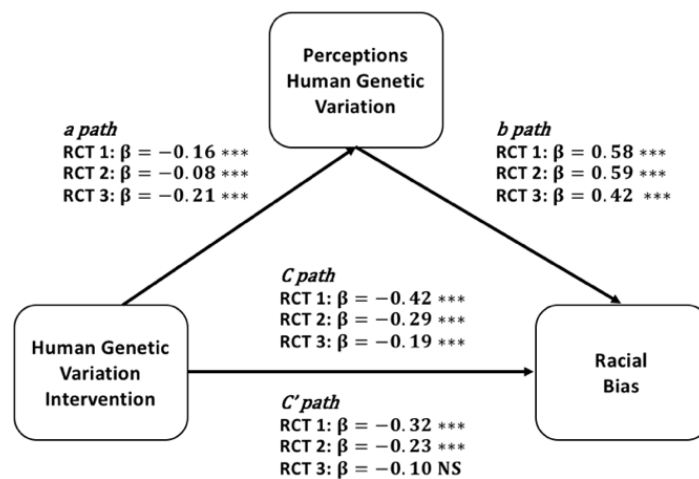 Perceptions
Human Genetic
Variation
a path
RCT 1: β = −0.16 ***
RCT 2: β = −0.08 ***
RCT 3: β = −0.21 ***
b path
RCT 1: β = 0.58 ***
RCT 2: β = 0.59 ***
RCT 3: β = 0.42 ***
C path
RCT 1: β = −0.42 ***
RCT 2: β = −0.29 ***
RCT 3: β = −0.19 ***
Human Genetic
Variation
Intervention
Racial
Bias
C' path
RCT 1: β = −0.32 ***
RCT 2: β = −0.23 ***
RCT 3: β = −0.10 NS